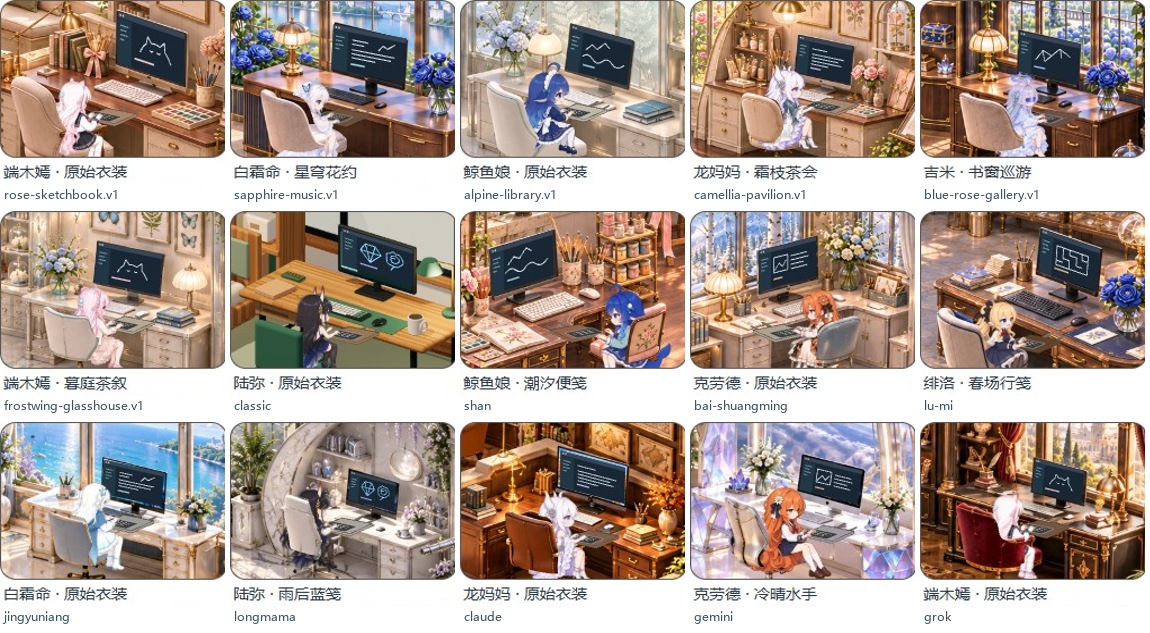 端木嫣 · 原始衣装
rose-sketchbook.v1
白霜命 · 星穹花约
sapphire-music.v1
鲸鱼娘 · 原始衣装
alpine-library.v1
龙妈妈 · 霜枝茶会
camellia-pavilion.v1
吉米 · 书窗巡游
blue-rose-gallery.v1
端木嫣 · 暮庭茶叙
frostwing-glasshouse.v1
陆弥 · 原始衣装
classic
鲸鱼娘 · 潮汐便笺
shan
克劳德 · 原始衣装
bai-shuangming
绯洛 · 春场行笺
lu-mi
白霜命 · 原始衣装
jingyuniang
陆弥 · 雨后蓝笺
longmama
龙妈妈 · 原始衣装
claude
克劳德 · 冷晴水手
gemini
端木嫣 · 原始衣装
grok